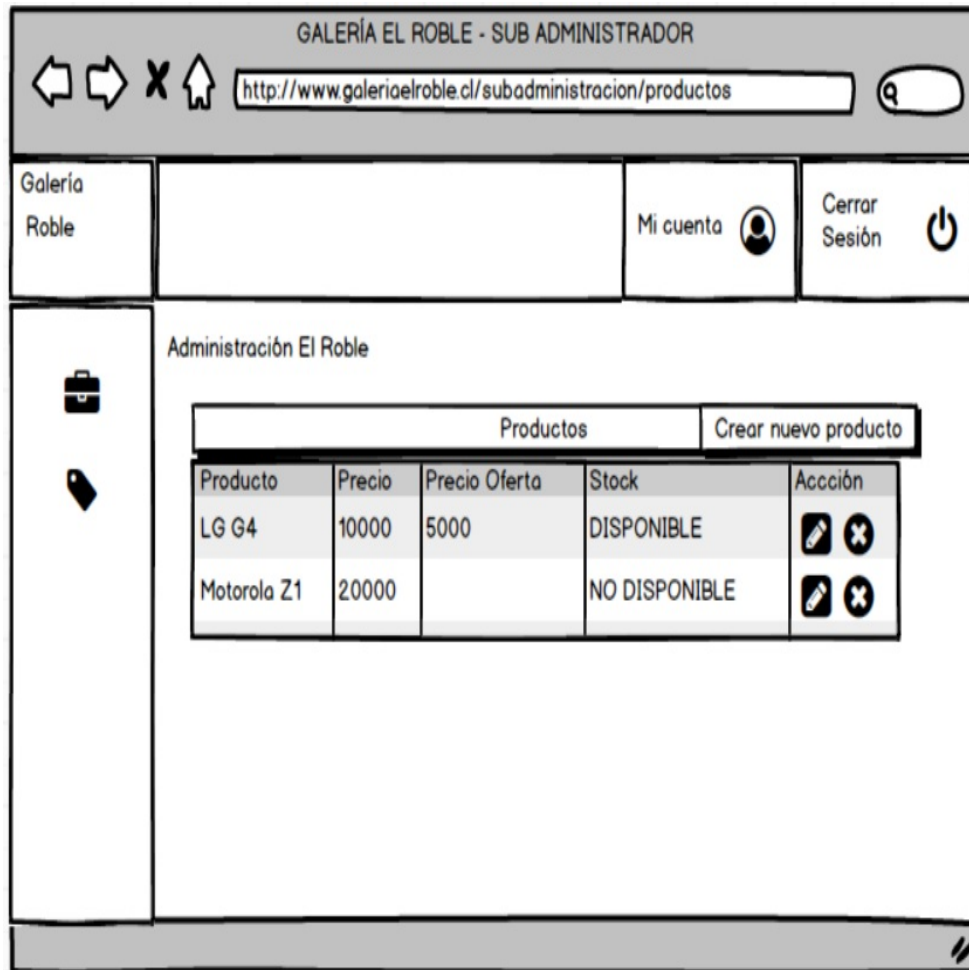 GALERÍA EL ROBLE - SUB ADMINISTRADOR
http://www.galeriaelroble.cl/subadministracion/productos
Galería
Roble
Mi cuenta
Cerrar
Sesión
Administración El Roble
Productos
Crear nuevo producto
Producto Precio Precio Oferta Stock Accción
LG G4 10000 5000 DISPONIBLE
Motorola Z1 20000 NO DISPONIBLE